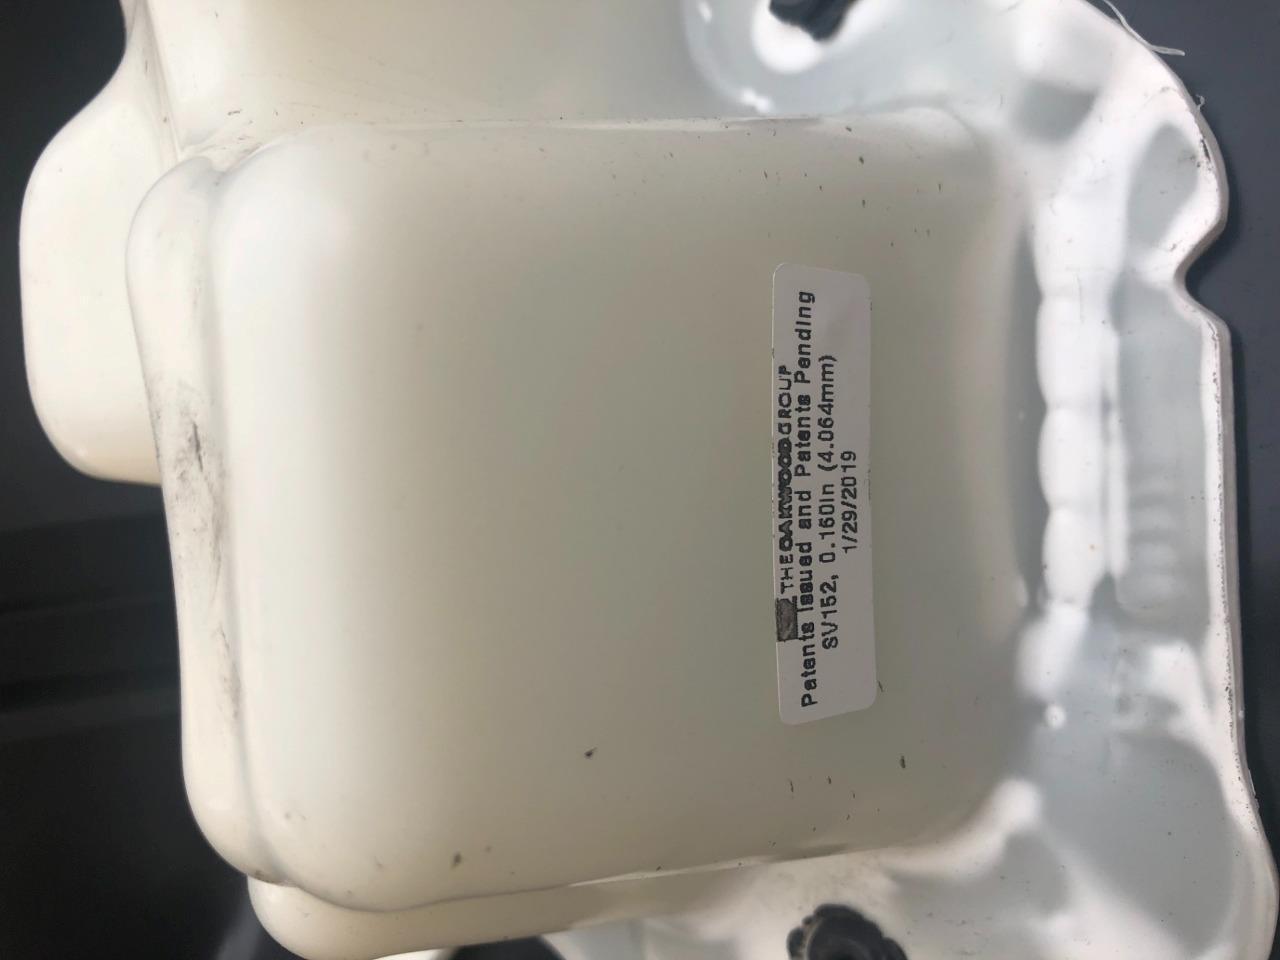 THE OAKWOOD GROUP
Patents Issued and Patents Pending
SV152, 0.160in (4.064mm)
1/29/2019